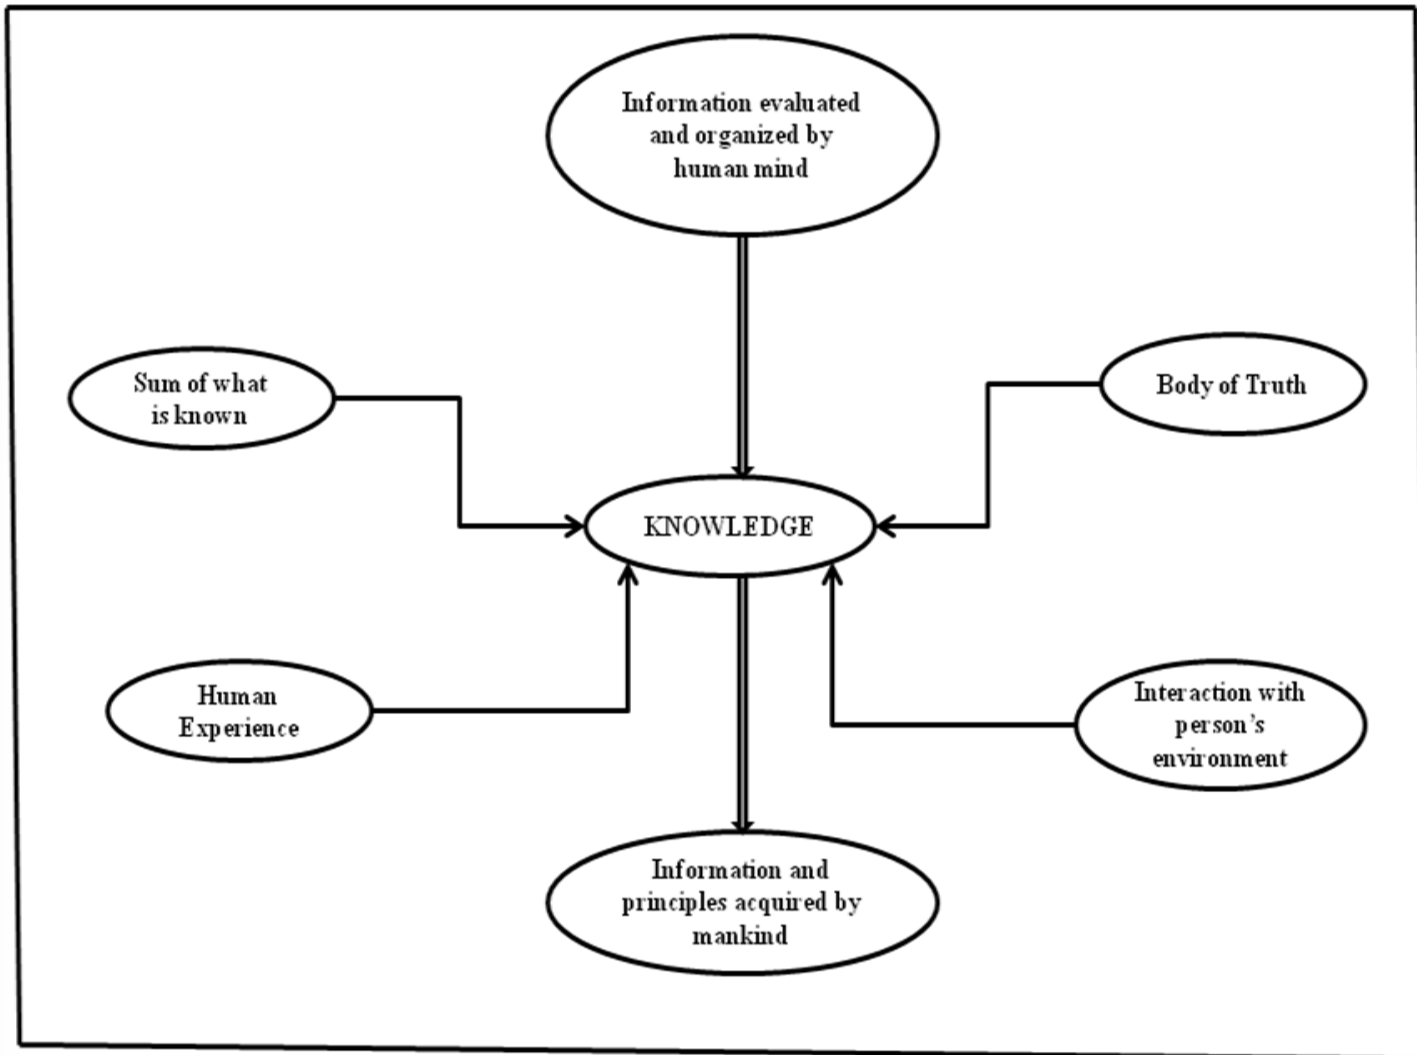 Information evaluated
and organized by
human mind
Sum of what
is known
Body of Truth
KNOWLEDGE
Human
Experience
Interaction with
person’s
environment
Information and
principles acquired by
mankind